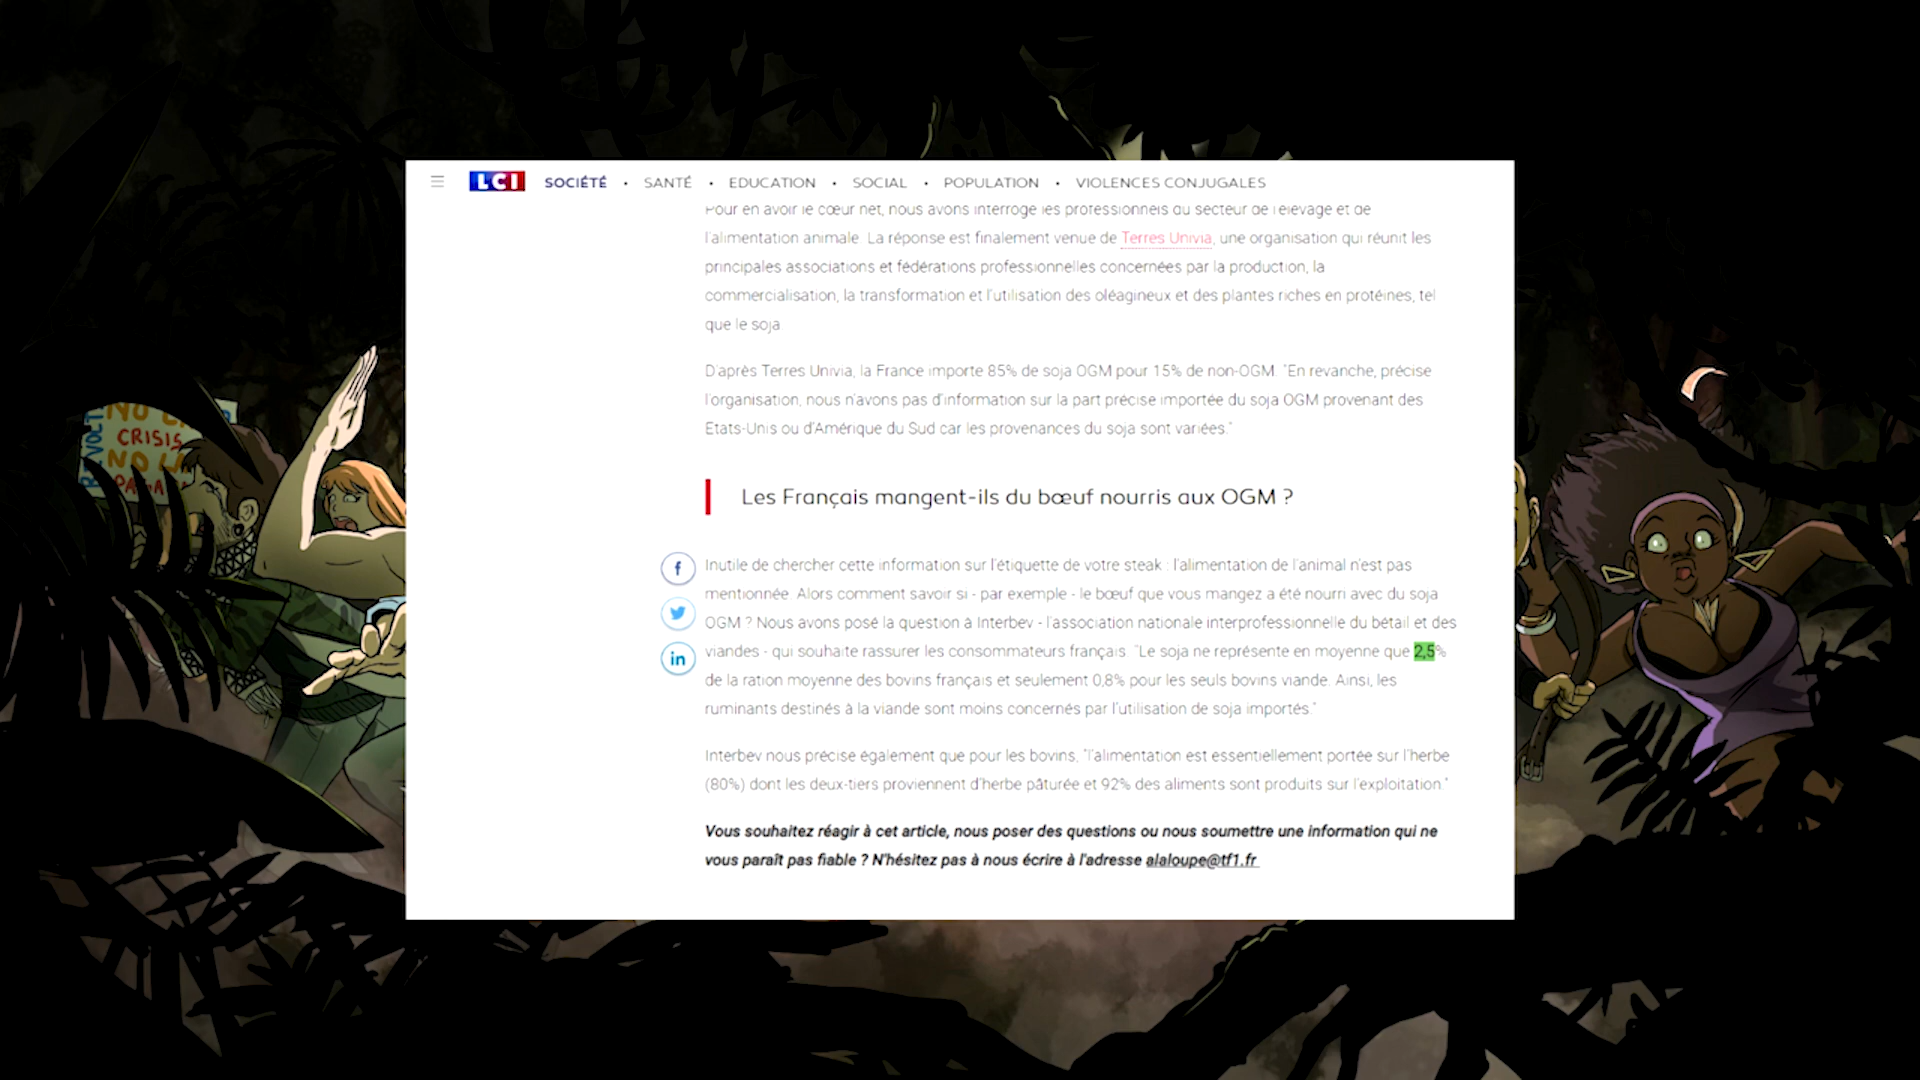 LCI SOCIÉTÉ • SANTÉ • EDUCATION • SOCIAL • POPULATION • VIOLENCES CONJUGALES
Pour en avoir le cœur net, nous avons interrogé les professionnels du secteur de l'élevage et de
l'alimentation animale. La réponse est finalement venue de Terres Univia, une organisation qui réunit les
principales associations et fédérations professionnelles concernées par la production, la
commercialisation, la transformation et l'utilisation des oléagineux et des plantes riches en protéines, tel
que le soja.
D'après Terres Univia, la France importe 85% de soja OGM pour 15% de non-OGM. "En revanche, précise
l'organisation, nous n'avons pas d'information sur la part précise importée du soja OGM provenant des
Etats-Unis ou d'Amérique du Sud car les provenances du soja sont variées."
Les Français mangent-ils du bœuf nourris aux OGM ?
Inutile de chercher cette information sur l'étiquette de votre steak : l'alimentation de l'animal n'est pas
mentionnée. Alors comment savoir si - par exemple - le bœuf que vous mangez a été nourri avec du soja
OGM ? Nous avons posé la question à Interbev - l'association nationale interprofessionnelle du bétail et des
viandes - qui souhaite rassurer les consommateurs français. "Le soja ne représente en moyenne que 2,5%
de la ration moyenne des bovins français et seulement 0,8% pour les seuls bovins viande. Ainsi, les
ruminants destinés à la viande sont moins concernés par l'utilisation de soja importés."
Interbev nous précise également que pour les bovins, "l'alimentation est essentiellement portée sur l'herbe
(80%) dont les deux-tiers proviennent d'herbe pâturée et 92% des aliments sont produits sur l'exploitation."
Vous souhaitez réagir à cet article, nous poser des questions ou nous soumettre une information qui ne
vous paraît pas fiable ? N'hésitez pas à nous écrire à l'adresse alaloupe@tf1.fr
NO
CRISIS
NO